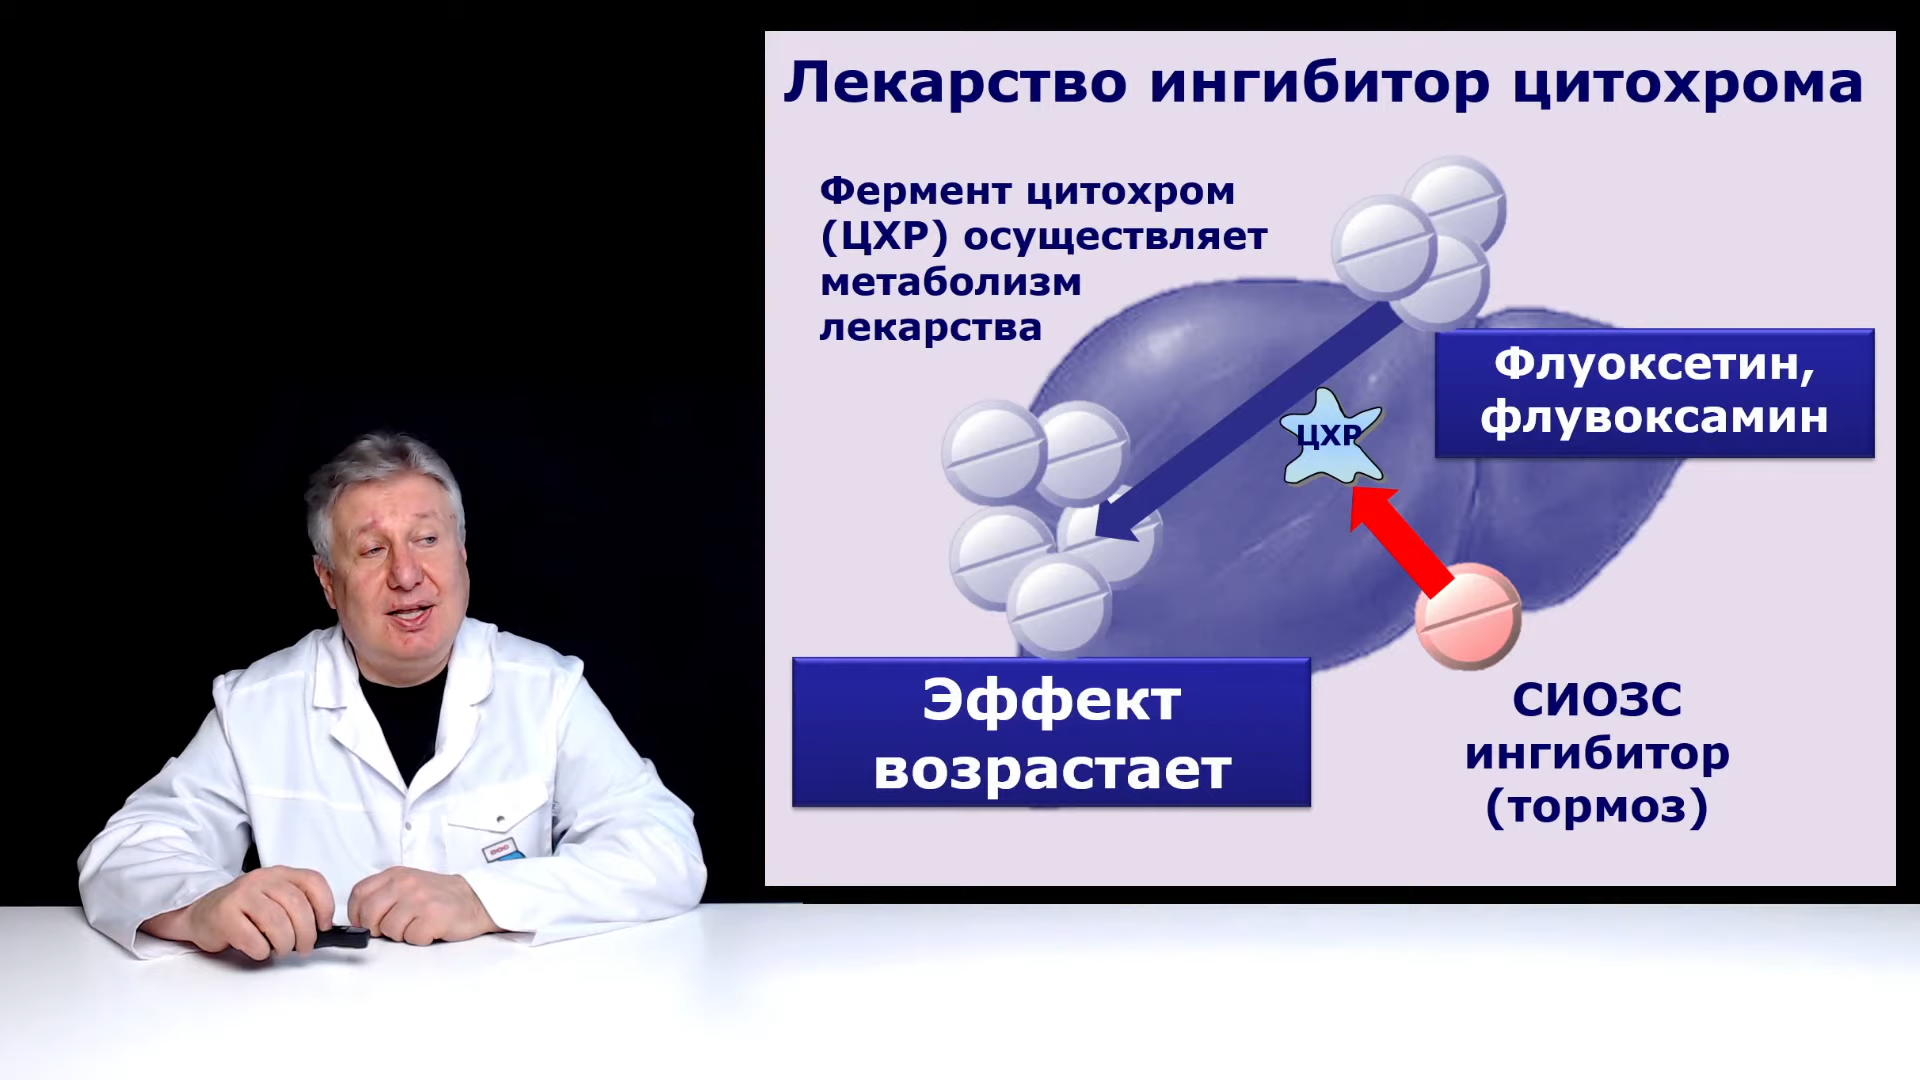 Лекарство ингибитор цитохрома
Фермент цитохром
(ЦХР) осуществляет
метаболизм
лекарства
Флуоксетин,
флувоксамин
ЦХР
Эффект
возрастает
СИОЗС
ингибитор
(тормоз)